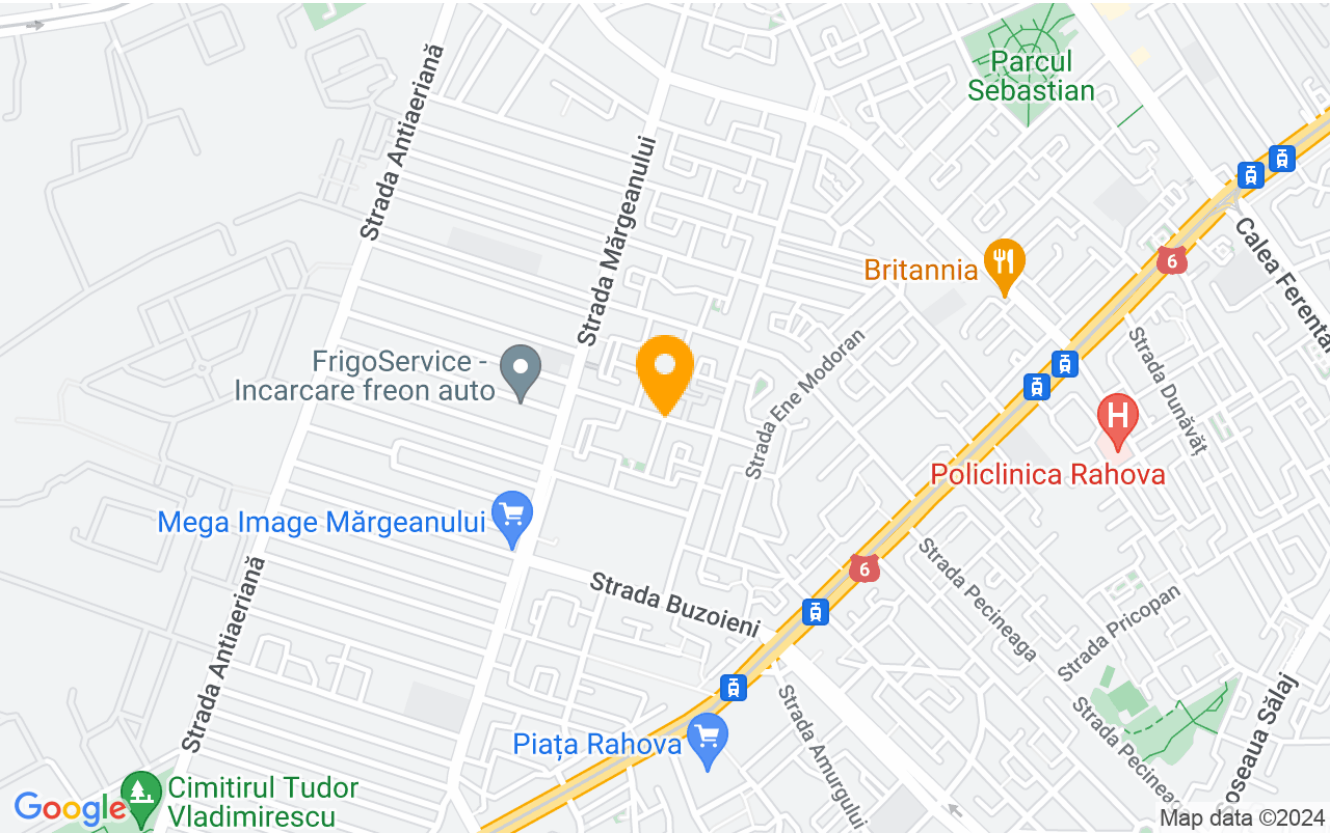 Parcul
Sebastian
Strada Antiaeriană
Strada Mărgeanului
6
Calea Ferentari
Britannia
Strada Ene Modoran
Strada Dunăvăț
FrigoService -
Incarcare freon auto
H
Policlinica Rahova
Mega Image Mărgeanului
6
Strada Pecineaga
Strada Buzoieni
Strada Pricopan
Strada Antiaeriană
Piața Rahova
Strada Amurgului
Strada Pecineaga
oseaua Sălaj
Cimitirul Tudor
Vladimirescu
Google
Map data ©2024